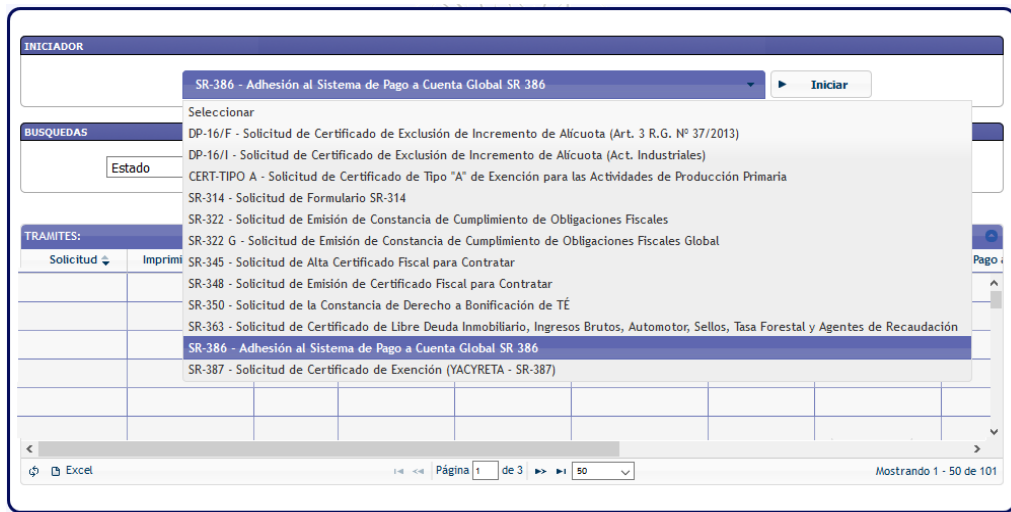 INICIADOR
SR-386 - Adhesión al Sistema de Pago a Cuenta Global SR 386
Iniciar
Seleccionar
BUSQUEDAS
DP-16/F - Solicitud de Certificado de Exclusión de Incremento de Alícuota (Art. 3 R.G. Nº 37/2013)
DP-16/I - Solicitud de Certificado de Exclusión de Incremento de Alícuota (Act. Industriales)
Estado
CERT-TIPO A - Solicitud de Certificado de Tipo "A" de Exención para las Actividades de Producción Primaria
SR-314 - Solicitud de Formulario SR-314
SR-322 - Solicitud de Emisión de Constancia de Cumplimiento de Obligaciones Fiscales
TRAMITES:
SR-322 G - Solicitud de Emisión de Constancia de Cumplimiento de Obligaciones Fiscales Global
Solicitud
Imprimi
SR-345 - Solicitud de Alta Certificado Fiscal para Contratar
Pago
SR-348 - Solicitud de Emisión de Certificado Fiscal para Contratar
SR-350 - Solicitud de la Constancia de Derecho a Bonificación de TÉ
SR-363 - Solicitud de Certificado de Libre Deuda Inmobiliario, Ingresos Brutos, Automotor, Sellos, Tasa Forestal y Agentes de Recaudación
SR-386 - Adhesión al Sistema de Pago a Cuenta Global SR 386
SR-387 - Solicitud de Certificado de Exención (YACYRETA - SR-387)
Excel
Página 1 de 3
50
Mostrando 1 - 50 de 101